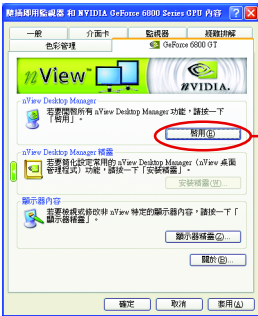 隨插即用監視器 和 NVIDIA GeForce 6800 Series GPU 內容
一般
介面卡
監視器
疑難排解
色彩管理
GeForce 6800 GT
nView
nVIDIA.
nView Desktop Manager
若要開啟所有 nView Desktop Manager 功能，請按一下「啟用」。
啟用(E)
nView Desktop Manager 精靈
若要簡化設定常用的 nView Desktop Manager (nView 桌面
管理程式) 功能，請按一下「安裝精靈」。
安裝精靈(W)...
顯示器內容
若要檢視或修改非 nView 特定的顯示器內容，請按一下「
顯示器精靈」。
顯示器精靈(Z)...
關於(B)...
確定
取消
套用(A)